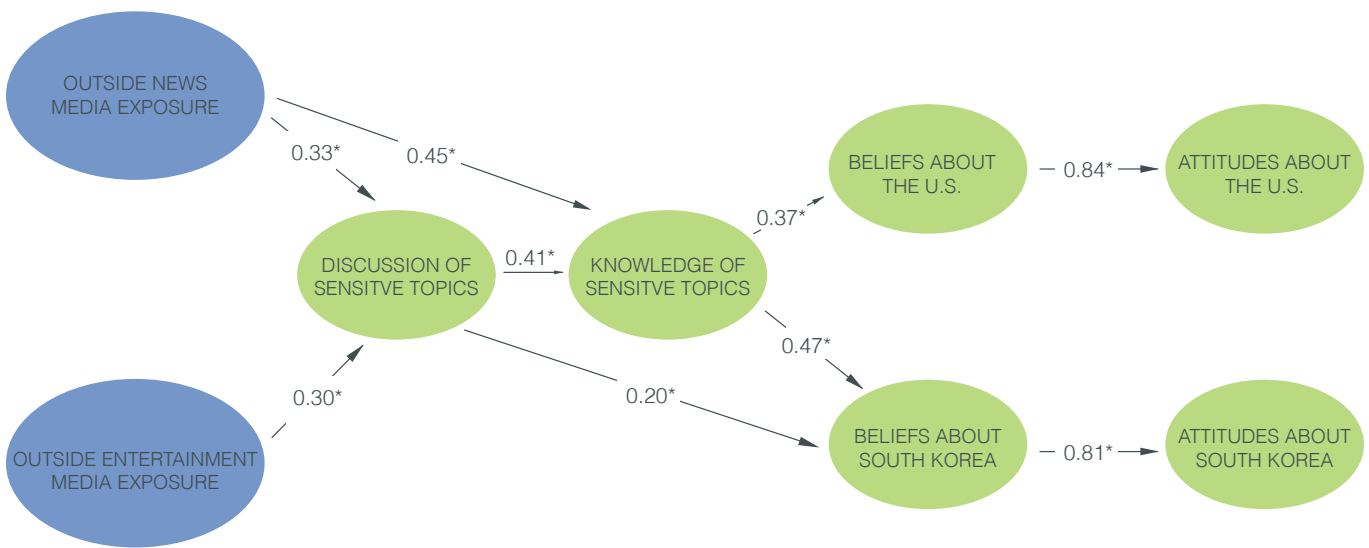 OUTSIDE NEWS
MEDIA EXPOSURE
0.33*
0.45*
DISCUSSION OF
SENSITVE TOPICS
0.41*
KNOWLEDGE OF
SENSITVE TOPICS
0.37*
BELIEFS ABOUT
THE U.S.
0.84*
ATTITUDES ABOUT
THE U.S.
OUTSIDE ENTERTAINMENT
MEDIA EXPOSURE
0.30*
0.20*
0.47*
BELIEFS ABOUT
SOUTH KOREA
0.81*
ATTITUDES ABOUT
SOUTH KOREA